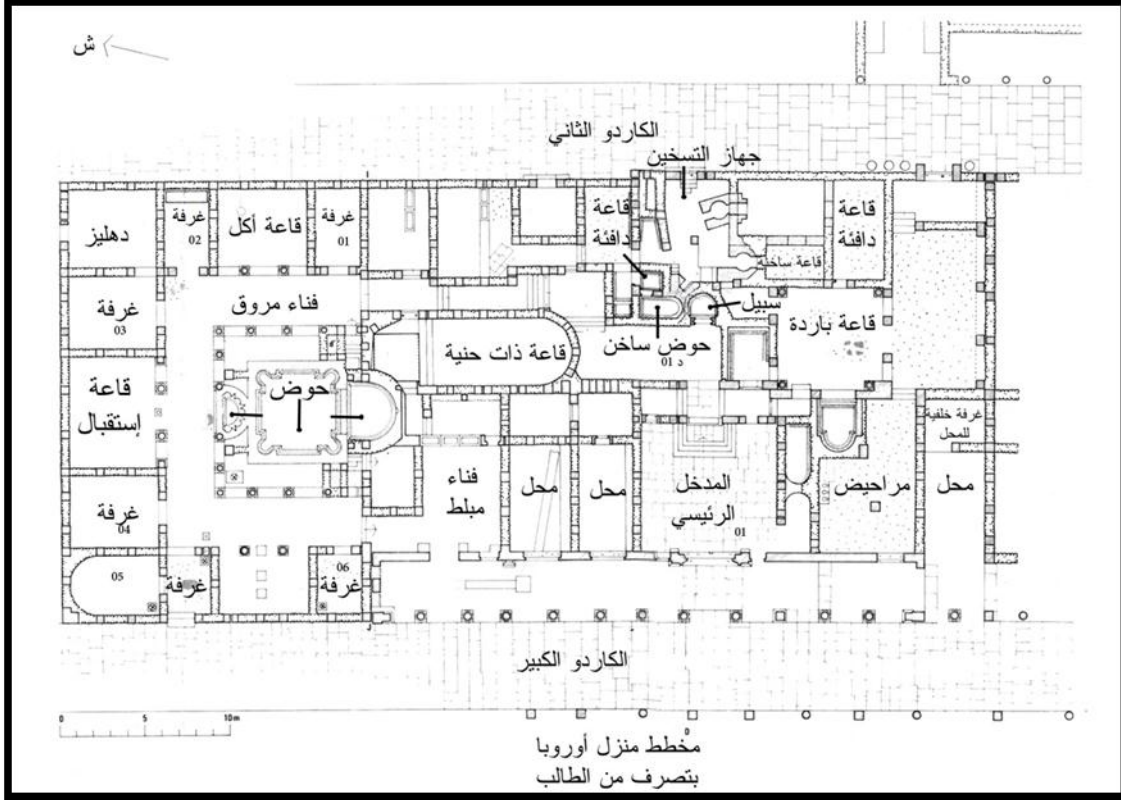 ش
الكاردو الثاني
جهاز التسخين
دهليز
غرفة
02
قاعة أكل
غرفة
01
قاعة
دافئة
قاعة
دافئة
قاعة ساخنة
غرفة
03
فناء مروق
سبيل
قاعة باردة
قاعة ذات حنية
حوض ساخن
د 01
قاعة
إستقبال
حوض
غرفة خلفية
للمحل
فناء
مبلط
محل
محل
المدخل
الرئيسي
01
مراحيض
محل
غرفة
04
05
غرفة
06
غرفة
الكاردو الكبير
0 5 10m
D
مخطط منزل أوروبا
بتصرف من الطالب